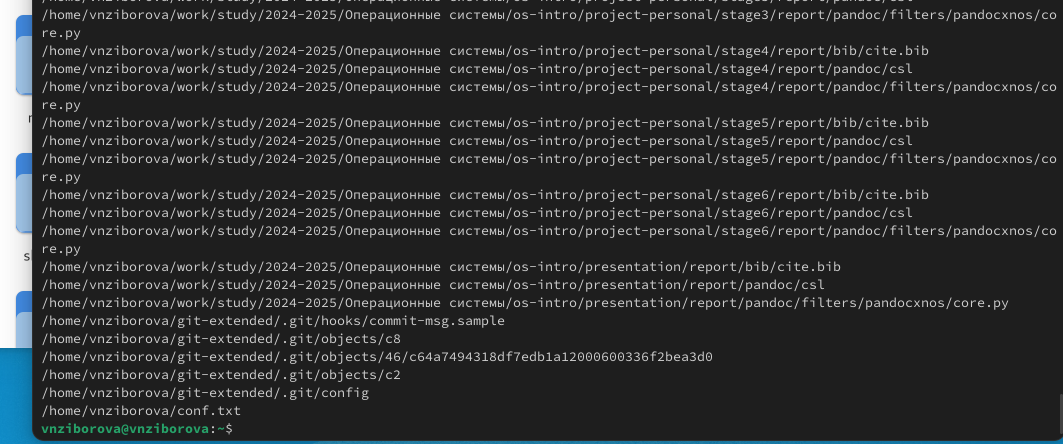 /home/vnziborova/work/study/2024-2025/Операционные системы/os-intro/project-personal/stage3/report/pandoc/filters/pandocxnos/co
re.py
/home/vnziborova/work/study/2024-2025/Операционные системы/os-intro/project-personal/stage4/report/bib/cite.bib
/home/vnziborova/work/study/2024-2025/Операционные системы/os-intro/project-personal/stage4/report/pandoc/csl
/home/vnziborova/work/study/2024-2025/Операционные системы/os-intro/project-personal/stage4/report/pandoc/filters/pandocxnos/co
re.py
/home/vnziborova/work/study/2024-2025/Операционные системы/os-intro/project-personal/stage5/report/bib/cite.bib
/home/vnziborova/work/study/2024-2025/Операционные системы/os-intro/project-personal/stage5/report/pandoc/csl
/home/vnziborova/work/study/2024-2025/Операционные системы/os-intro/project-personal/stage5/report/pandoc/filters/pandocxnos/co
re.py
/home/vnziborova/work/study/2024-2025/Операционные системы/os-intro/project-personal/stage6/report/bib/cite.bib
/home/vnziborova/work/study/2024-2025/Операционные системы/os-intro/project-personal/stage6/report/pandoc/csl
/home/vnziborova/work/study/2024-2025/Операционные системы/os-intro/project-personal/stage6/report/pandoc/filters/pandocxnos/co
re.py
/home/vnziborova/work/study/2024-2025/Операционные системы/os-intro/presentation/report/bib/cite.bib
/home/vnziborova/work/study/2024-2025/Операционные системы/os-intro/presentation/report/pandoc/csl
/home/vnziborova/work/study/2024-2025/Операционные системы/os-intro/presentation/report/pandoc/filters/pandocxnos/core.py
/home/vnziborova/git-extended/.git/hooks/commit-msg.sample
/home/vnziborova/git-extended/.git/objects/c8
/home/vnziborova/git-extended/.git/objects/46/c64a7494318df7edb1a12000600336f2bea3d0
/home/vnziborova/git-extended/.git/objects/c2
/home/vnziborova/git-extended/.git/config
/home/vnziborova/conf.txt
vnziborova@vnziborova:~$